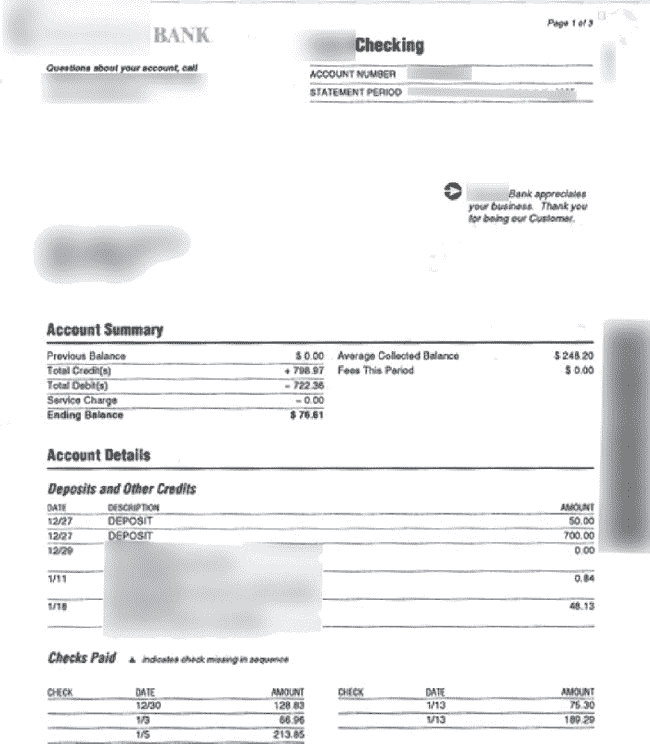 BANK
Page 1 of 3
Checking
Questions about your account, call
ACCOUNT NUMBER
STATEMENT PERIOD
Bank appreciates
your business. Thank you
for being our Customer.
Account Summary
Previous Balance $ 0.00 Average Collected Balance $ 248.20
Total Credit(s) + 798.97 Fees This Period $ 0.00
Total Debit(s) - 722.36
Service Charge - 0.00
Ending Balance $ 76.61
Account Details
Deposits and Other Credits
DATE DESCRIPTION AMOUNT
12/27 DEPOSIT 50.00
12/27 DEPOSIT 700.00
12/29 0.00
1/11 0.84
1/18 48.13
Checks Paid ▲ indicates check missing in sequence
CHECK DATE AMOUNT CHECK DATE AMOUNT
12/30 128.83 1/13 75.30
1/3 66.96 1/13 189.29
1/5 213.85